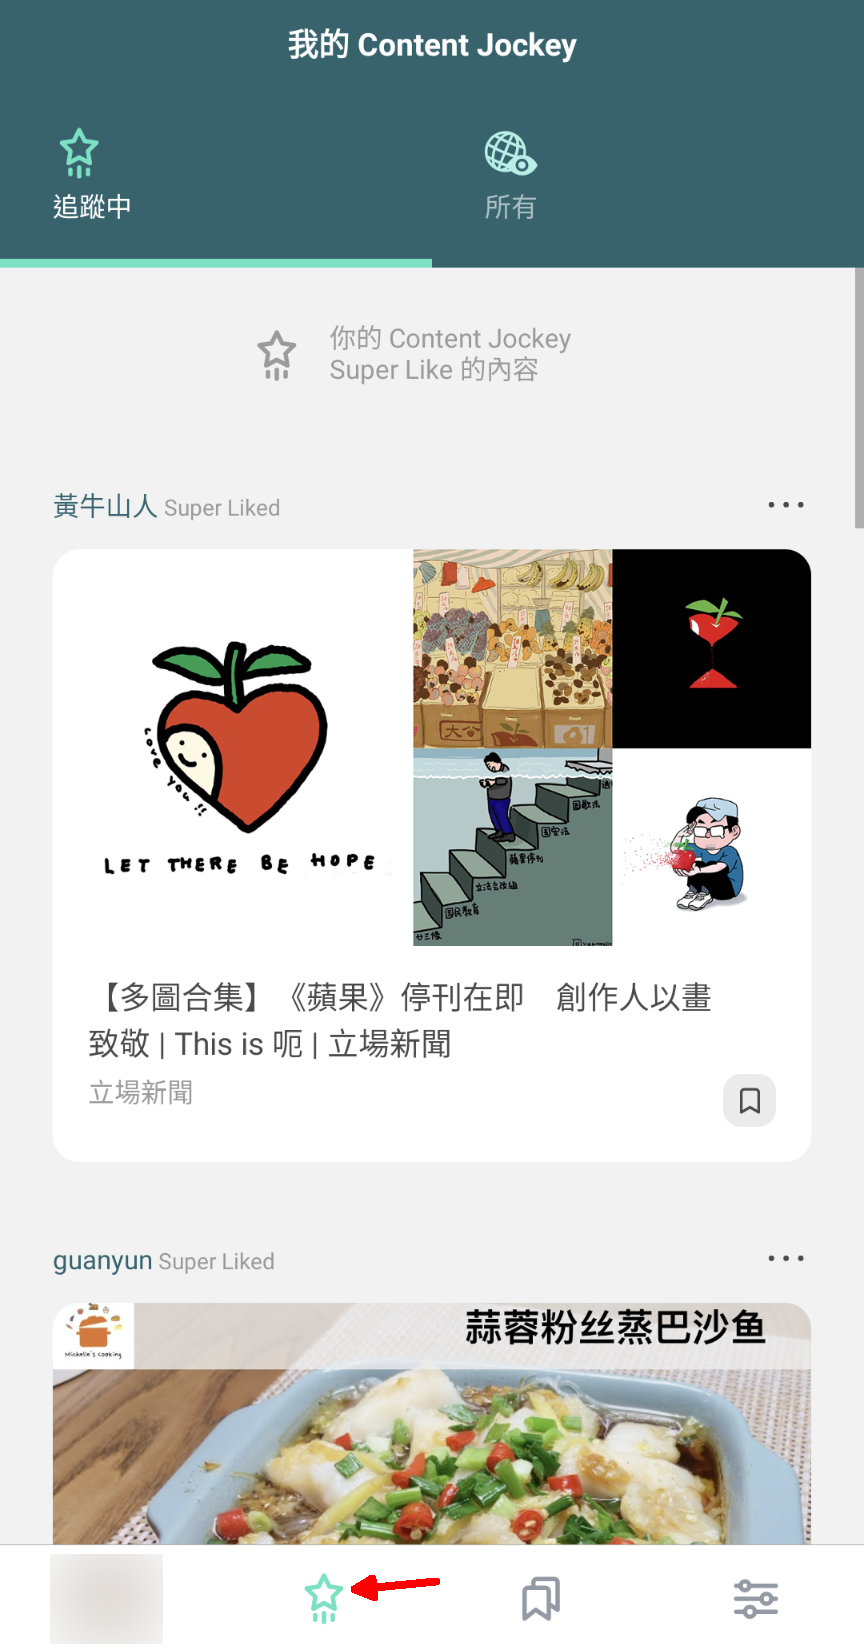 我的 Content Jockey
追蹤中
所有
你的 Content Jockey
Super Like 的內容
黃牛山人 Super Liked
LOVE YOU!!
LET THERE BE HOPE
大公
國歌法
國安法
蘋果停刊
立法會改組
國民教育
廿三條
【多圖合集】《蘋果》停刊在即 創作人以畫
致敬 | This is 呃 | 立場新聞
立場新聞
guanyun Super Liked
Michelle's Cooking
蒜蓉粉丝蒸巴沙鱼